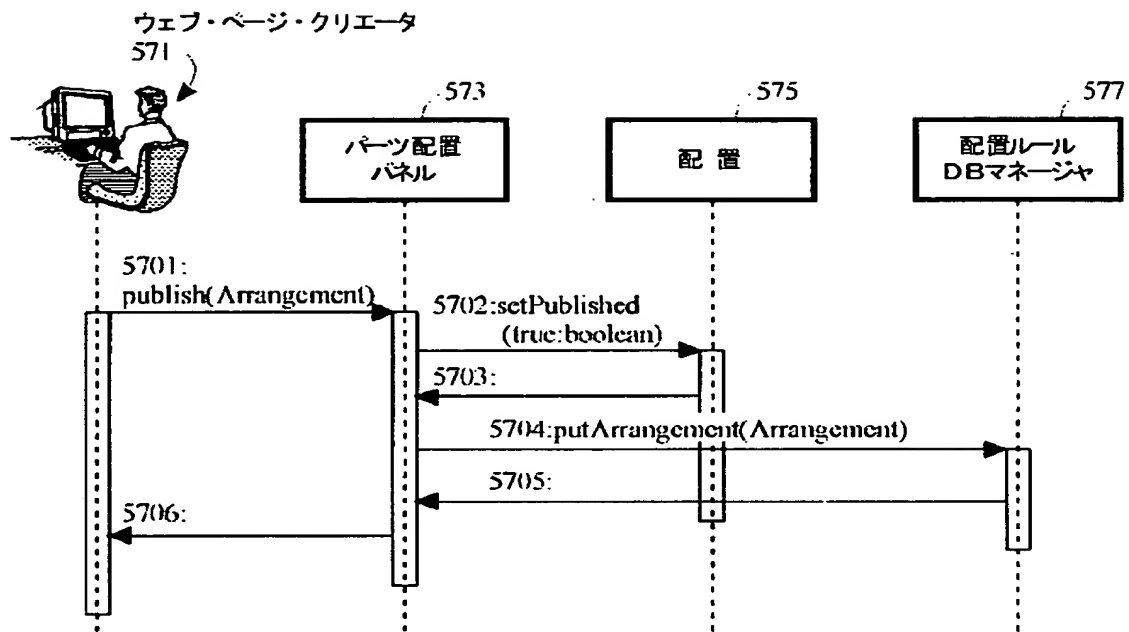 ウェブ・ページ・クリエータ
571
573
575
577
パーツ配置
パネル
配 置
配置ルール
DBマネージャ
5701:
publish(Arrangement)
5702:setPublished
(true:boolean)
5703:
5704:putArrangement(Arrangement)
5705:
5706: